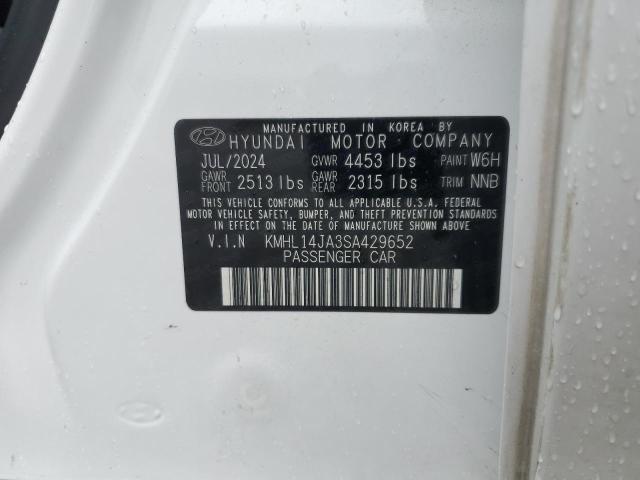 MANUFACTURED IN KOREA BY
HYUNDAI MOTOR COMPANY
JUL/2024 GVWR 4453 lbs PAINT W6H
GAWR FRONT 2513 lbs GAWR REAR 2315 lbs TRIM NNB
THIS VEHICLE CONFORMS TO ALL APPLICABLE U.S.A. FEDERAL
MOTOR VEHICLE SAFETY, BUMPER, AND THEFT PREVENTION
STANDARDS IN EFFECT ON THE DATE OF MANUFACTURE SHOWN ABOVE.
V.I.N KMHL14JA3SA429652
PASSENGER CAR